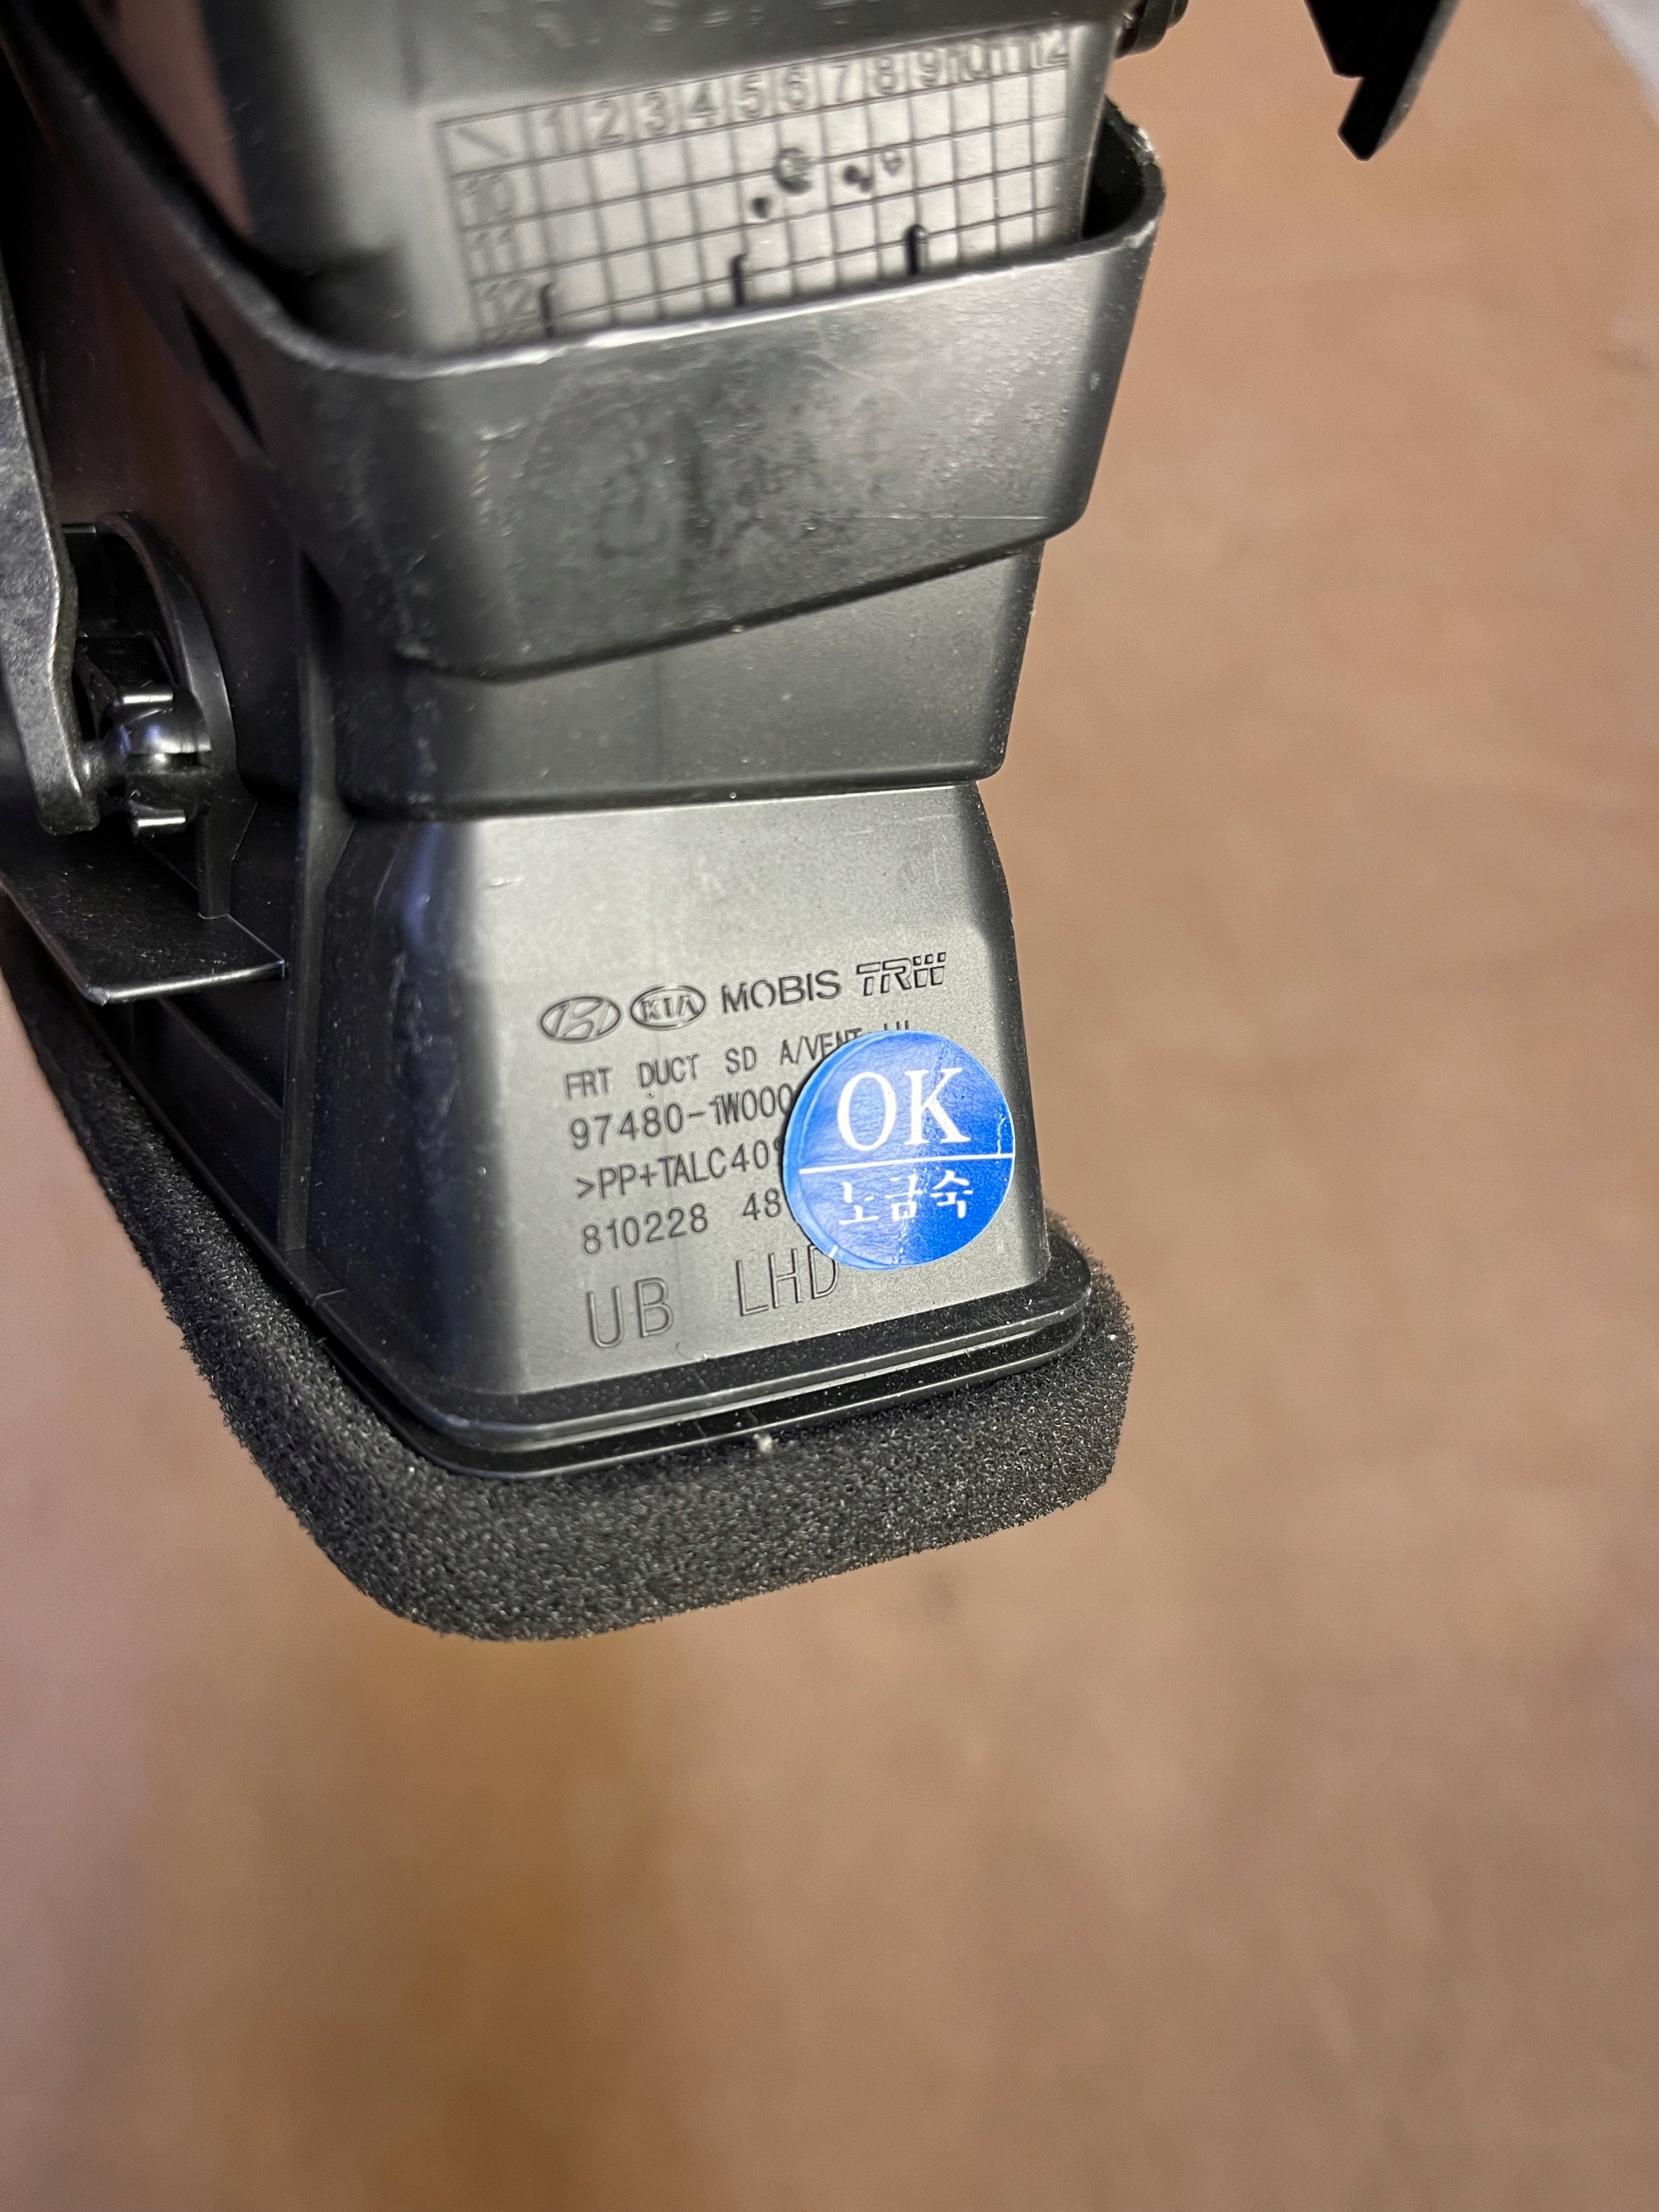 1 2 3 4 5 6 7 8 9 10 11 12
10
11
12
KIA MOBIS TRW
FRT DUCT SD A/VENT
97480-1W000
>PP+TALC40
810228 48
UB LHD
OK
노금숙